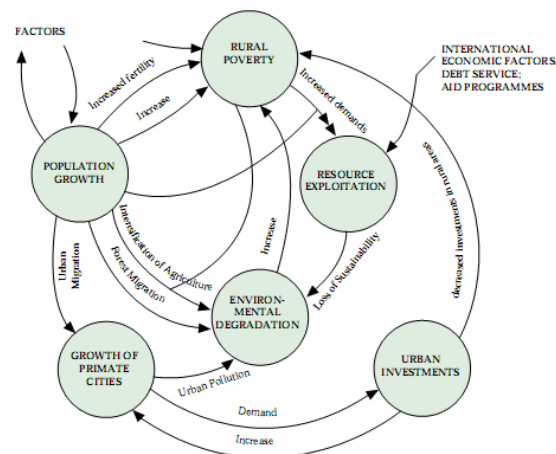 FACTORS
RURAL
POVERTY
INTERNATIONAL
ECONOMIC FACTORS
DEBT SERVICE;
AID PROGRAMMES
Increased fertility
Increase
Increased demands
POPULATION
GROWTH
RESOURCE
EXPLOITATION
decreased investments in rural areas
Urban
Migration
Intensification of Agriculture
Forest Migration
Increase
Loss of Sustainability
ENVIRON-
MENTAL
DEGRADATION
GROWTH OF
PRIMATE
CITIES
Urban Pollution
URBAN
INVESTMENTS
Demand
Increase